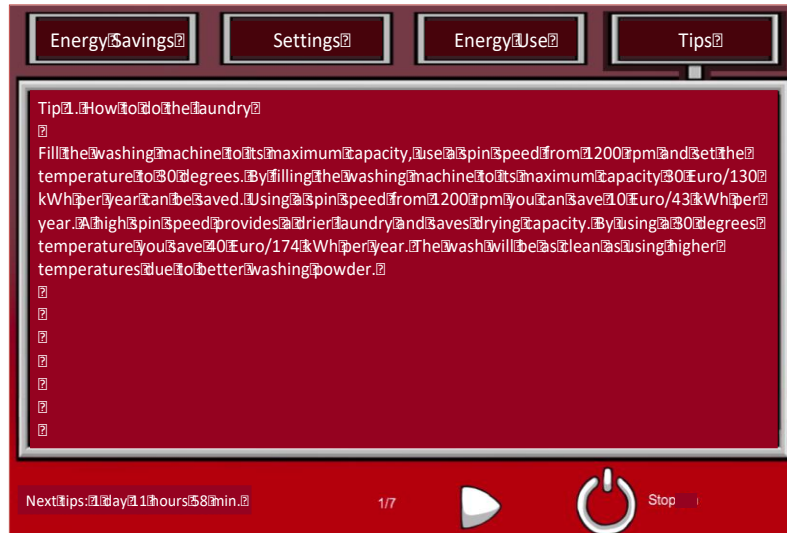 Energy Savings
Settings
Energy Use
Tips
Tip 1. How to do the laundry
Fill the washing machine to its maximum capacity, use a spin speed from 1200 rpm and set the
temperature to 30 degrees. By filling the washing machine to its maximum capacity 30 Euro/130
kWh per year can be saved. Using a spin speed from 1200 rpm you can save 10 Euro/43 kWh per
year. A high spin speed provides a drier laundry and saves drying capacity. By using a 30 degrees
temperature you save 40 Euro/174 kWh per year. The wash will be as clean as using higher
temperatures due to better washing powder.
Next tips: 1 day 11 hours 58 min.
1/7
Stop